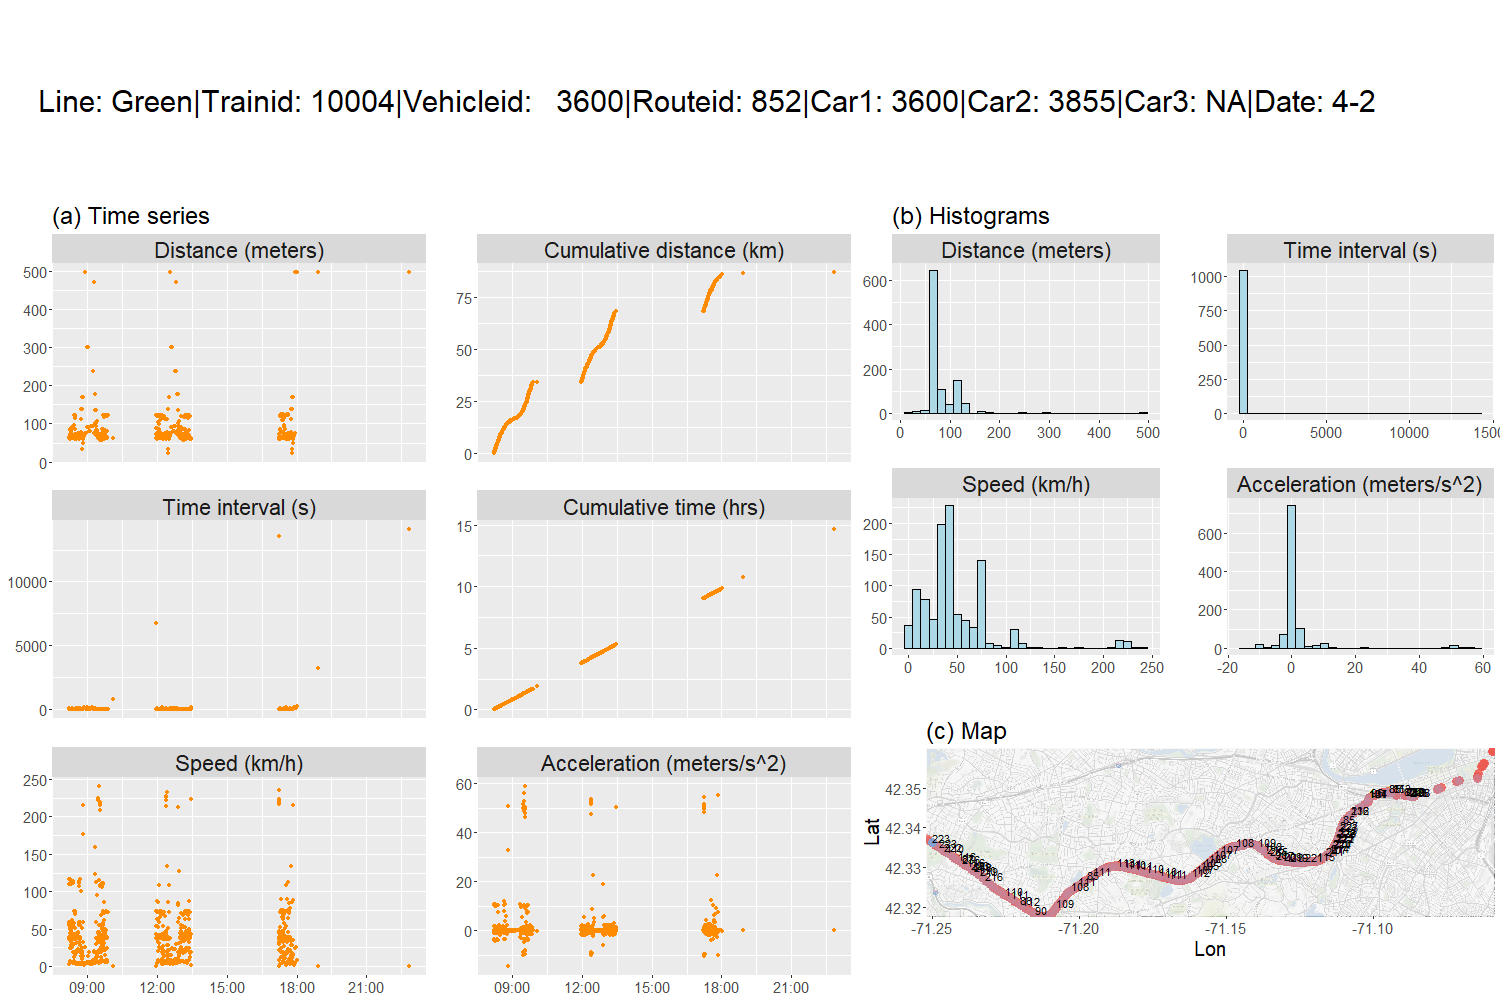 Line: Green|Trainid: 10004|Vehicleid:   3600|Routeid: 852|Car1: 3600|Car2: 3855|Car3: NA|Date: 4-2
(a) Time series
Distance (meters)
500
400
300
200
100
0
Cumulative distance (km)
75
50
25
0
Time interval (s)
10000
5000
0
Cumulative time (hrs)
15
10
5
0
Speed (km/h)
250
200
150
100
50
0
09:00 12:00 15:00 18:00 21:00
Acceleration (meters/s^2)
60
40
20
0
09:00 12:00 15:00 18:00 21:00
(b) Histograms
Distance (meters)
600
400
200
0
0 100 200 300 400 500
Time interval (s)
1000
750
500
250
0
0 5000 10000 1500
Speed (km/h)
200
150
100
50
0
0 50 100 150 200 250
Acceleration (meters/s^2)
600
400
200
0
-20 0 20 40 60
(c) Map
Lat
42.35
42.34
42.33
42.32
223
216
90
109
108
-71.25 -71.20 -71.15 -71.10
Lon